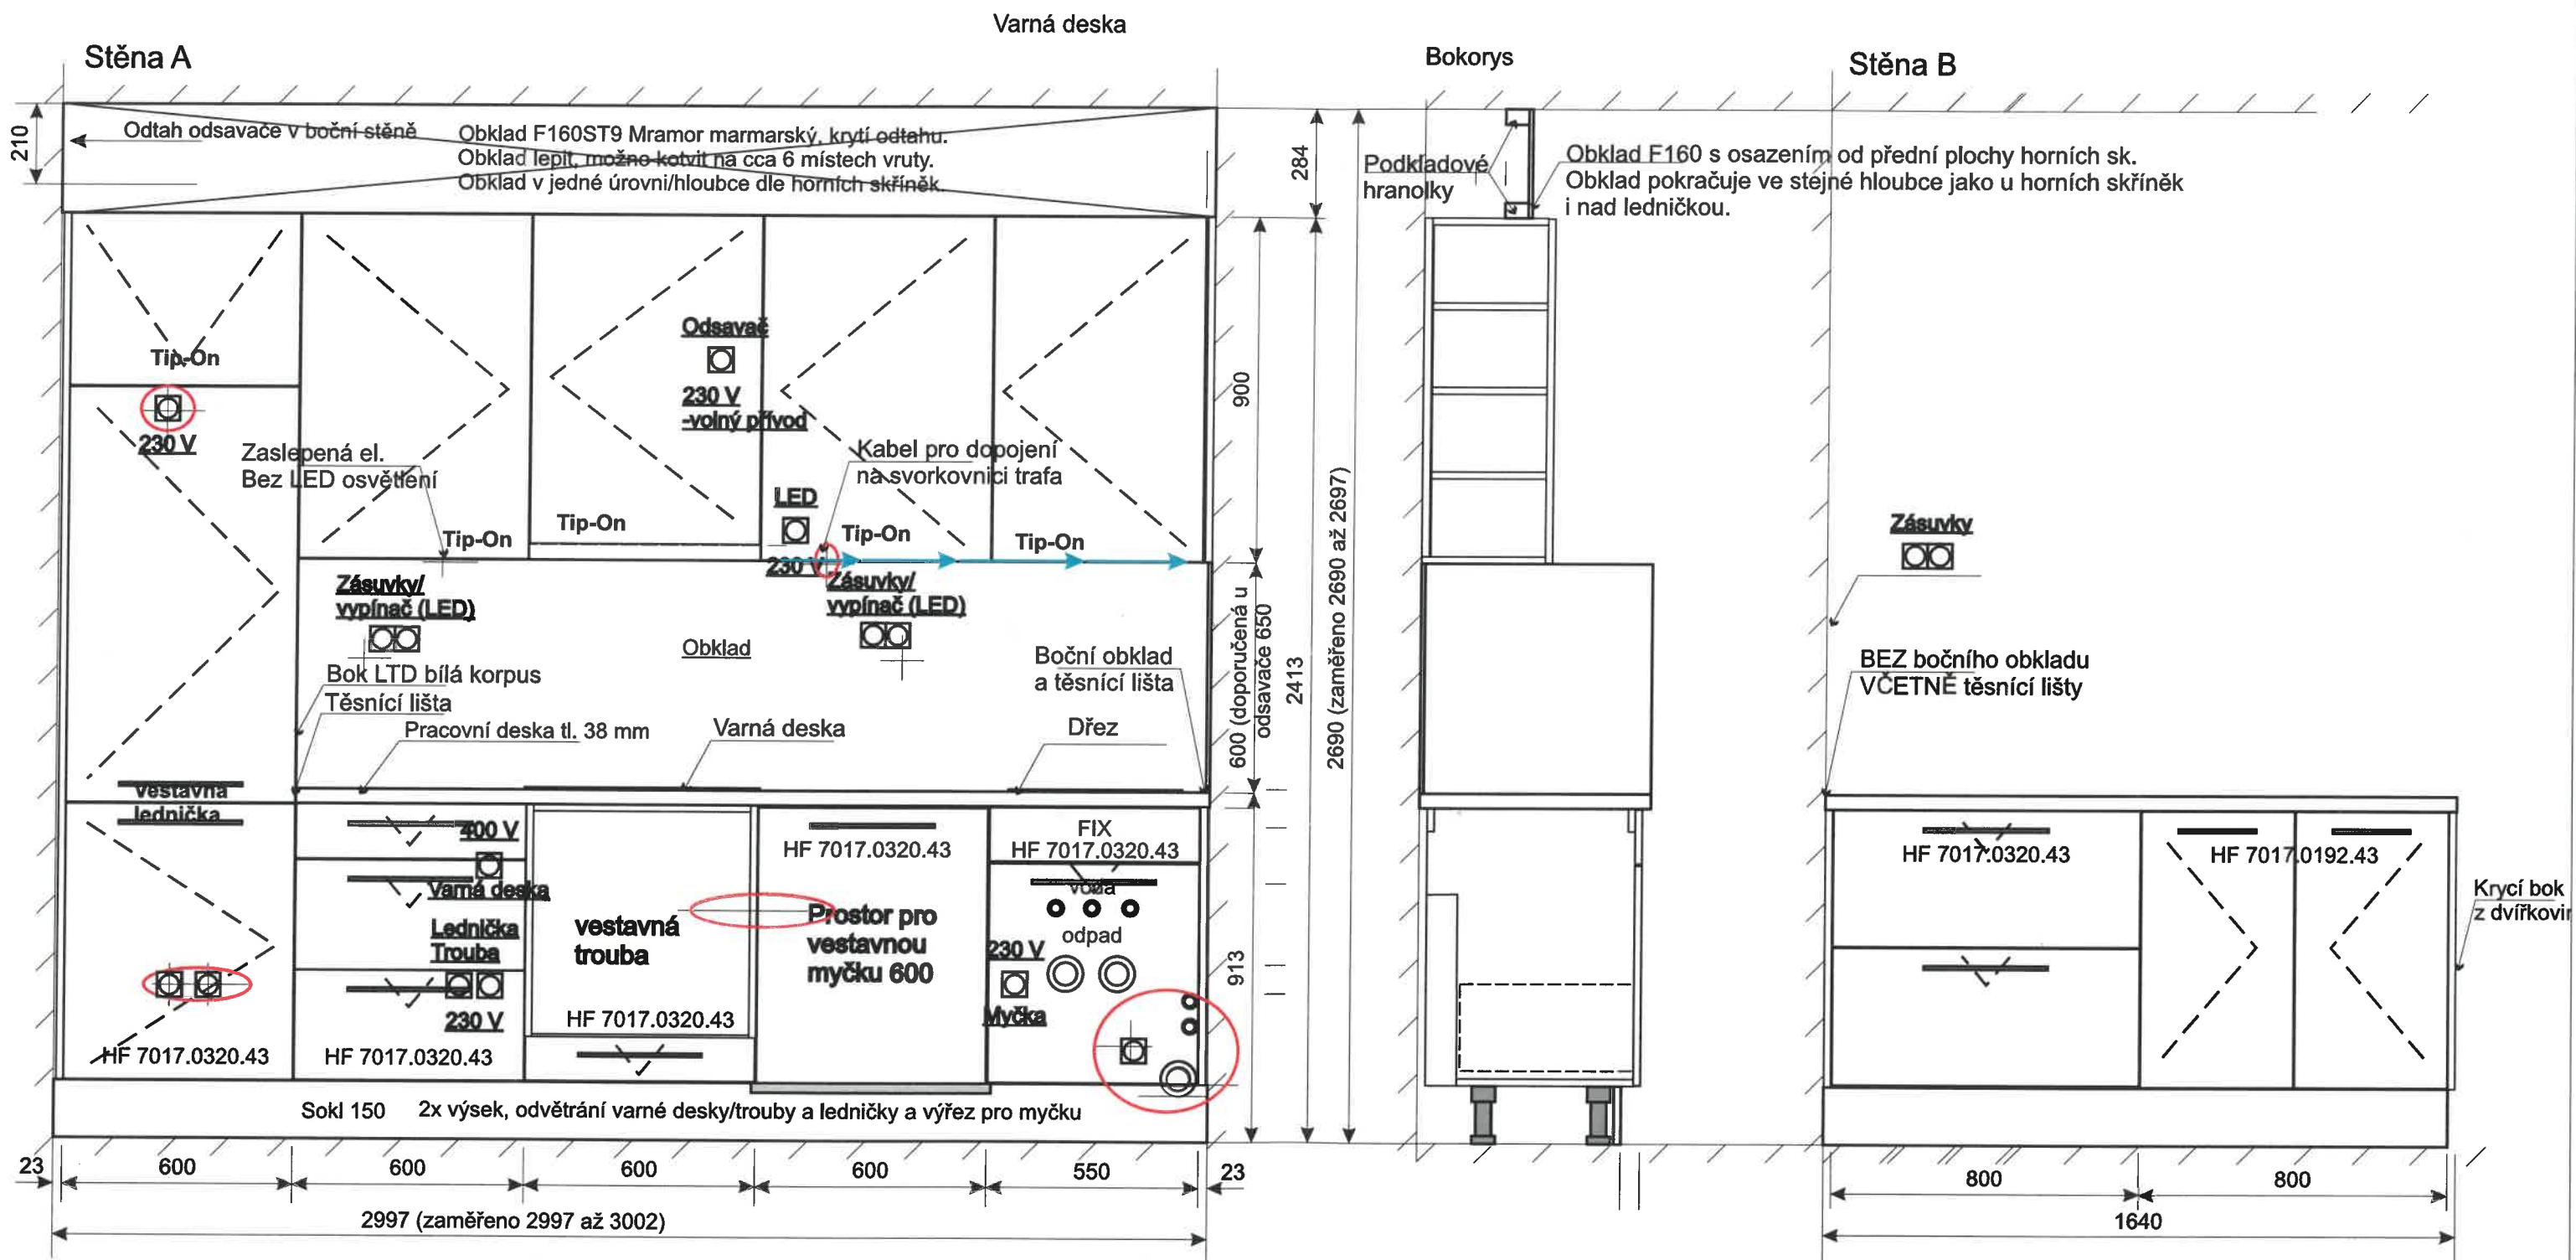 Varná deska
Stěna A
Bokorys
Stěna B
210
Odtah odsavače v boční stěně
Obklad F160ST9 Mramor marmarský, krytí odtahu.
Obklad lepit, možno kotvit na cca 6 místech vruty.
Obklad v jedné úrovni/hloubce dle horních skříněk.
284
Podkladové
hranolky
Obklad F160 s osazením od přední plochy horních sk.
Obklad pokračuje ve stejné hloubce jako u horních skříněk
i nad ledničkou.
Tip-On
230 V
Zaslepená el.
Bez LED osvětlení
Tip-On
Tip-On
Odsavač
230 V
-volný přívod
Kabel pro dopojení
na svorkovnici trafa
LED
230 V
Tip-On
Tip-On
900
Zásuvky/
vypínač (LED)
Zásuvky/
vypínač (LED)
Obklad
Bok LTD bílá korpus
Těsnící lišta
Pracovní deska tl. 38 mm
Varná deska
Boční obklad
a těsnící lišta
Dřez
600 (doporučená u
odsavače 650
2413
2690 (zaměřeno 2690 až 2697)
Zásuvky
BEZ bočního obkladu
VČETNĚ těsnící lišty
vestavná
lednička
400 V
Varná deska
Lednička
Trouba
230 V
vestavná
trouba
HF 7017.0320.43
HF 7017.0320.43
HF 7017.0320.43
HF 7017.0320.43
Prostor pro
vestavnou
myčku 600
FIX
HF 7017.0320.43
voda
odpad
230 V
Myčka
913
HF 7017.0320.43
HF 7017.0192.43
Krycí bok
Sokl 150
2x výsek, odvětrání varné desky/trouby a ledničky a výřez pro myčku
23
600
600
600
600
550
23
2997 (zaměřeno 2997 až 3002)
800
800
1640